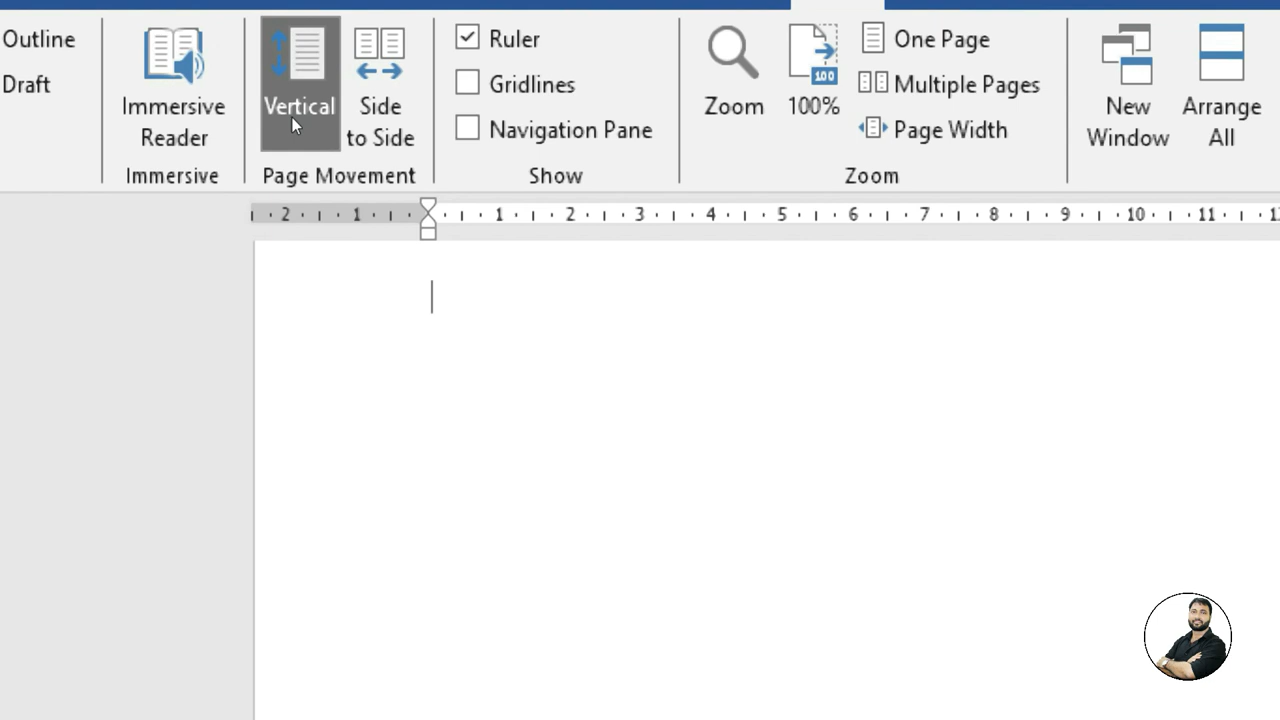 Outline
Draft
Immersive
Reader
Immersive
Vertical
Side
to Side
Page Movement
Ruler
Gridlines
Navigation Pane
Show
Zoom
100
100%
One Page
Multiple Pages
Page Width
Zoom
New
Window
Arrange
All
2 1 1 2 3 4 5 6 7 8 9 10 11